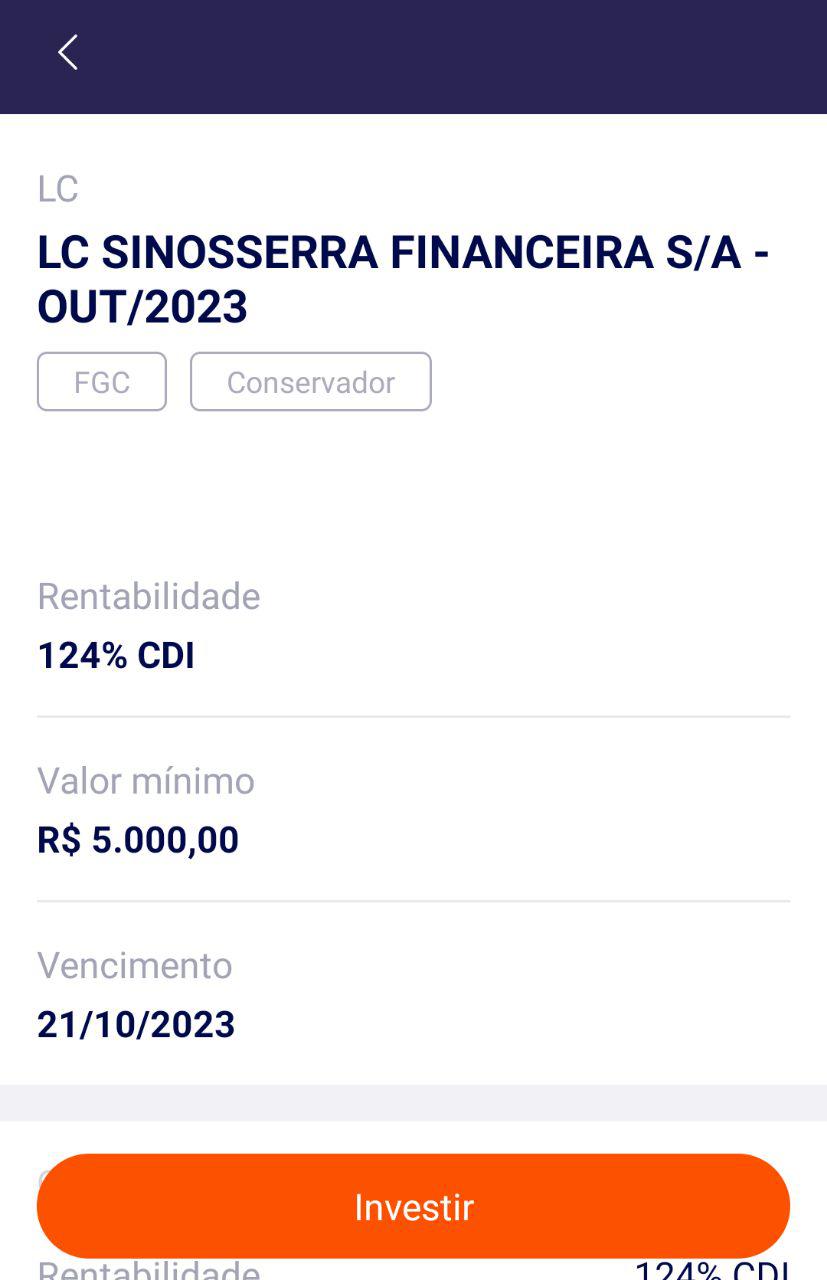 LC
LC SINOSSERRA FINANCEIRA S/A -
OUT/2023
FGC Conservador
Rentabilidade
124% CDI
Valor mínimo
R$ 5.000,00
Vencimento
21/10/2023
Investir
Rentabilidade 124% CDI